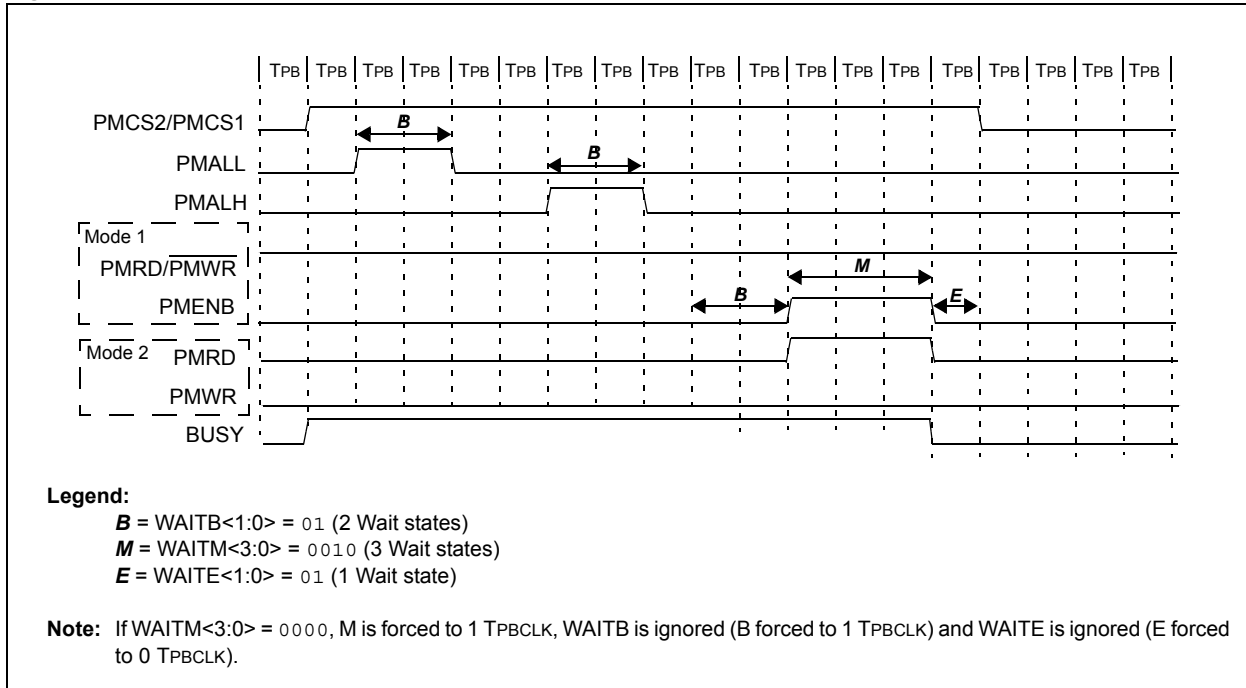 TPB TPB TPB TPB TPB TPB TPB TPB TPB TPB TPB TPB TPB TPB TPB TPB TPB TPB TPB
PMCS2/PMCS1
B
PMALL
B
PMALH
Mode 1
PMRD/PMWR
M
PMENB
B
E
Mode 2
PMRD
PMWR
BUSY
Legend:
B = WAITB<1:0> = 01 (2 Wait states)
M = WAITM<3:0> = 0010 (3 Wait states)
E = WAITE<1:0> = 01 (1 Wait state)
Note: If WAITM<3:0> = 0000, M is forced to 1 TPBCLK, WAITB is ignored (B forced to 1 TPBCLK) and WAITE is ignored (E forced
to 0 TPBCLK).